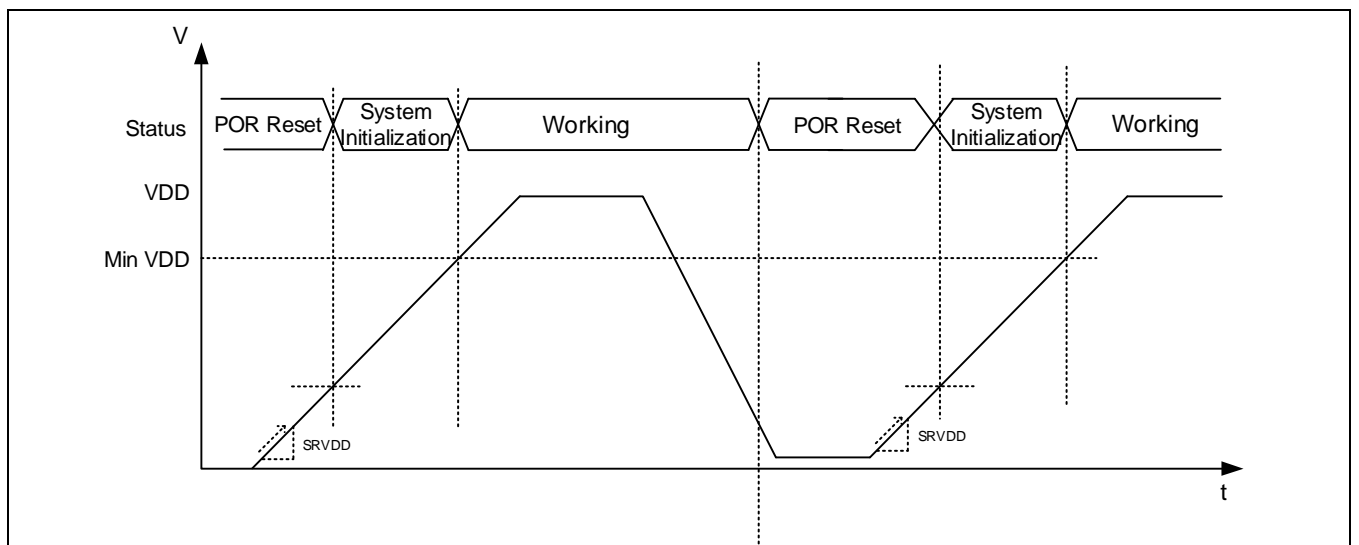 V
Status
POR Reset
System
Initialization
Working
POR Reset
System
Initialization
Working
VDD
Min VDD
SRVDD
SRVDD
t